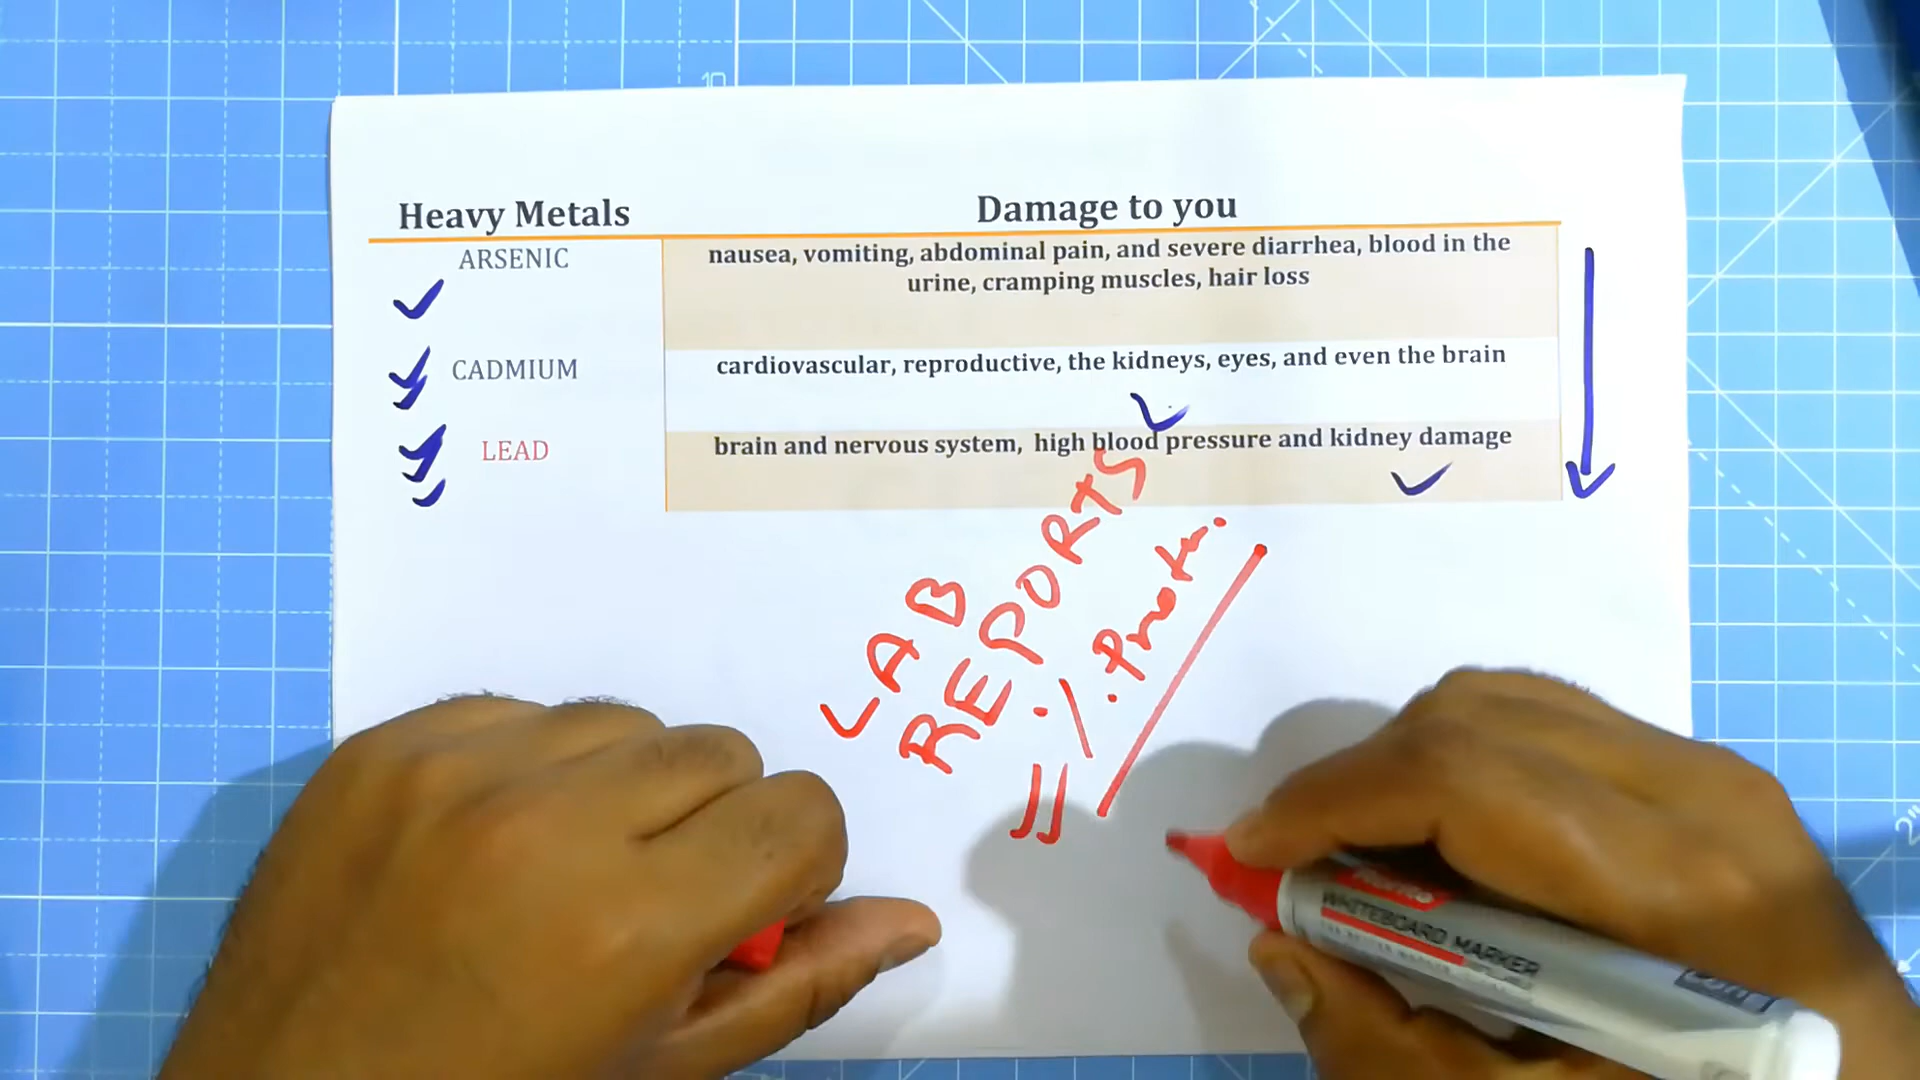 10
Heavy Metals Damage to you
ARSENIC nausea, vomiting, abdominal pain, and severe diarrhea, blood in the
urine, cramping muscles, hair loss
CADMIUM cardiovascular, reproductive, the kidneys, eyes, and even the brain
LEAD brain and nervous system, high blood pressure and kidney damage
LAB
REPORTS
%
WHITEBOARD MARKER
2"